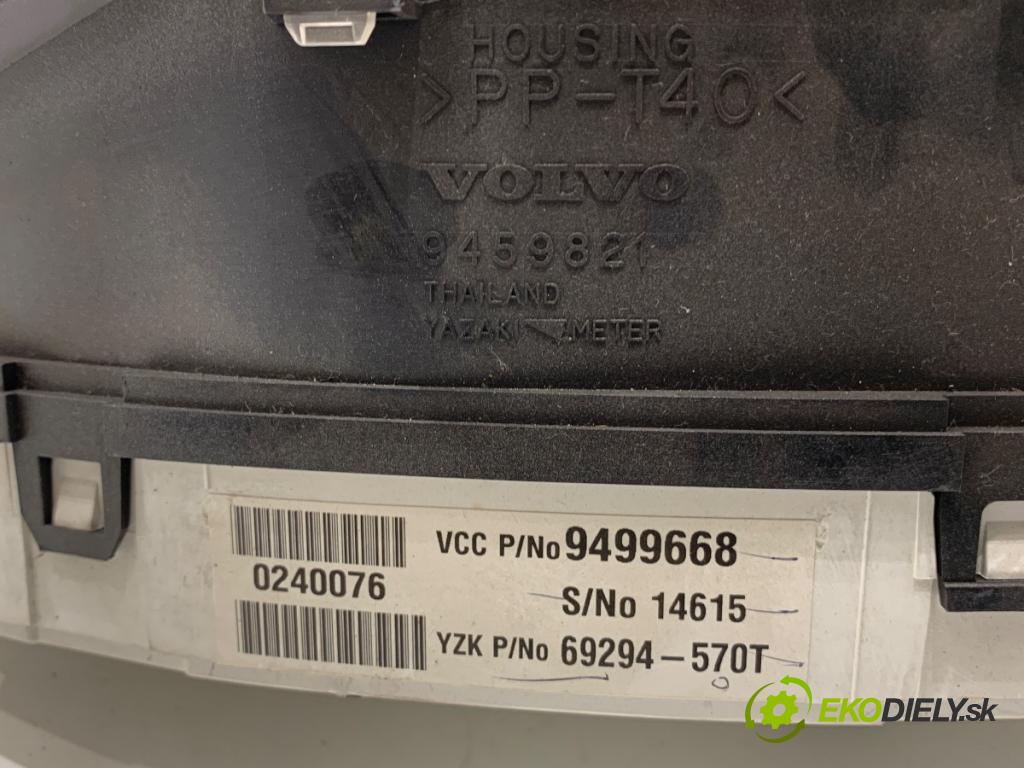 HOUSING
>PP-T40<
VOLVO
9459821
THAILAND
YAZAKI METER
VCC P/No 9499668
0240076
S/No 14615
YZK P/No 69294-570T
EKODIELY.sk